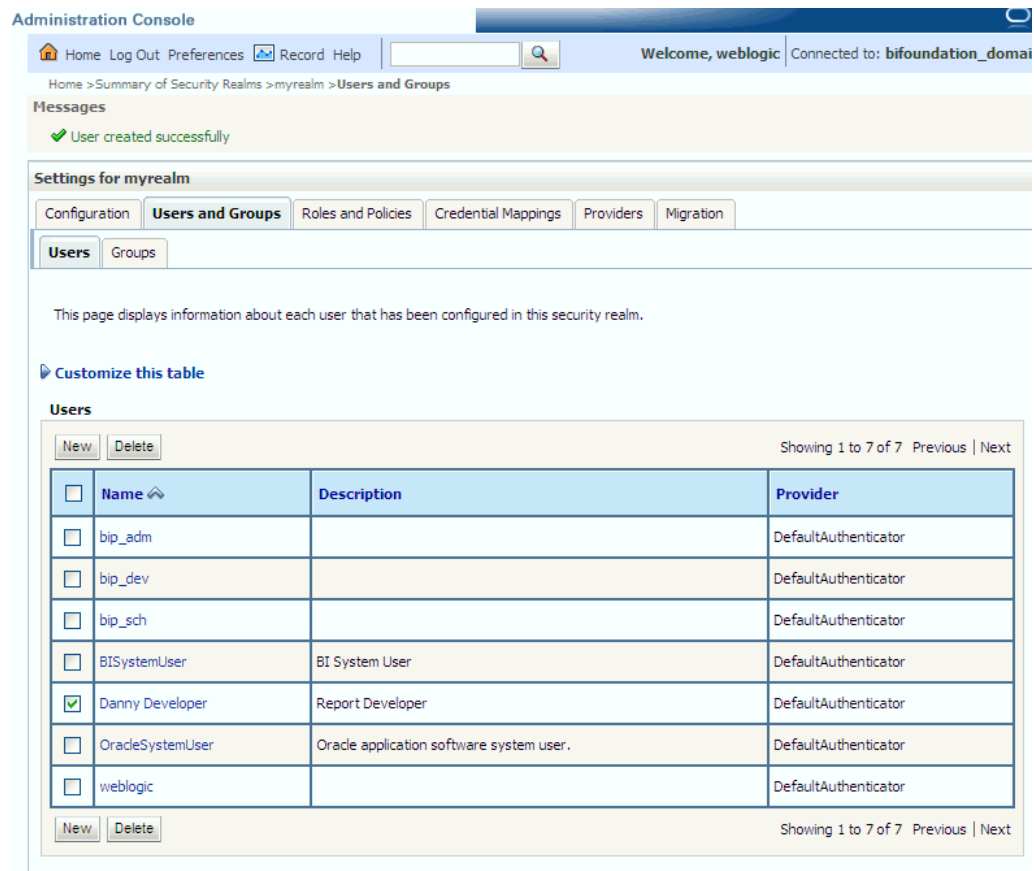 Administration Console
Home Log Out Preferences Record Help
Welcome, weblogic Connected to: bifoundation_domai
Home >Summary of Security Realms >myrealm >Users and Groups
Messages
User created successfully
Settings for myrealm
Configuration Users and Groups Roles and Policies Credential Mappings Providers Migration
Users Groups
This page displays information about each user that has been configured in this security realm.
Customize this table
Users
New Delete Showing 1 to 7 of 7 Previous | Next
Name Description Provider
bip_adm DefaultAuthenticator
bip_dev DefaultAuthenticator
bip_sch DefaultAuthenticator
BISystemUser BI System User DefaultAuthenticator
Danny Developer Report Developer DefaultAuthenticator
OracleSystemUser Oracle application software system user. DefaultAuthenticator
weblogic DefaultAuthenticator
New Delete Showing 1 to 7 of 7 Previous | Next